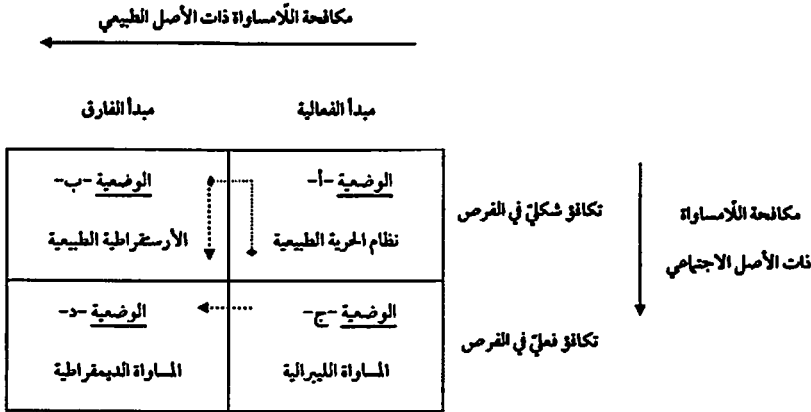 مكافحة اللّامساواة ذات الأصل الطبيعي
مبدأ الفعالية
مبدأ الفارق
الوضعية -أ-
نظام الحرية الطبيعية
الوضعية -ب-
الأرستقراطية الطبيعية
تكافؤ شكليّ في الفرص
مكافحة اللّامساواة
ذات الأصل الاجتماعي
الوضعية -ج-
المساواة الليبرالية
الوضعية -د-
المساواة الديمقراطية
تكافؤ فعليّ في الفرص